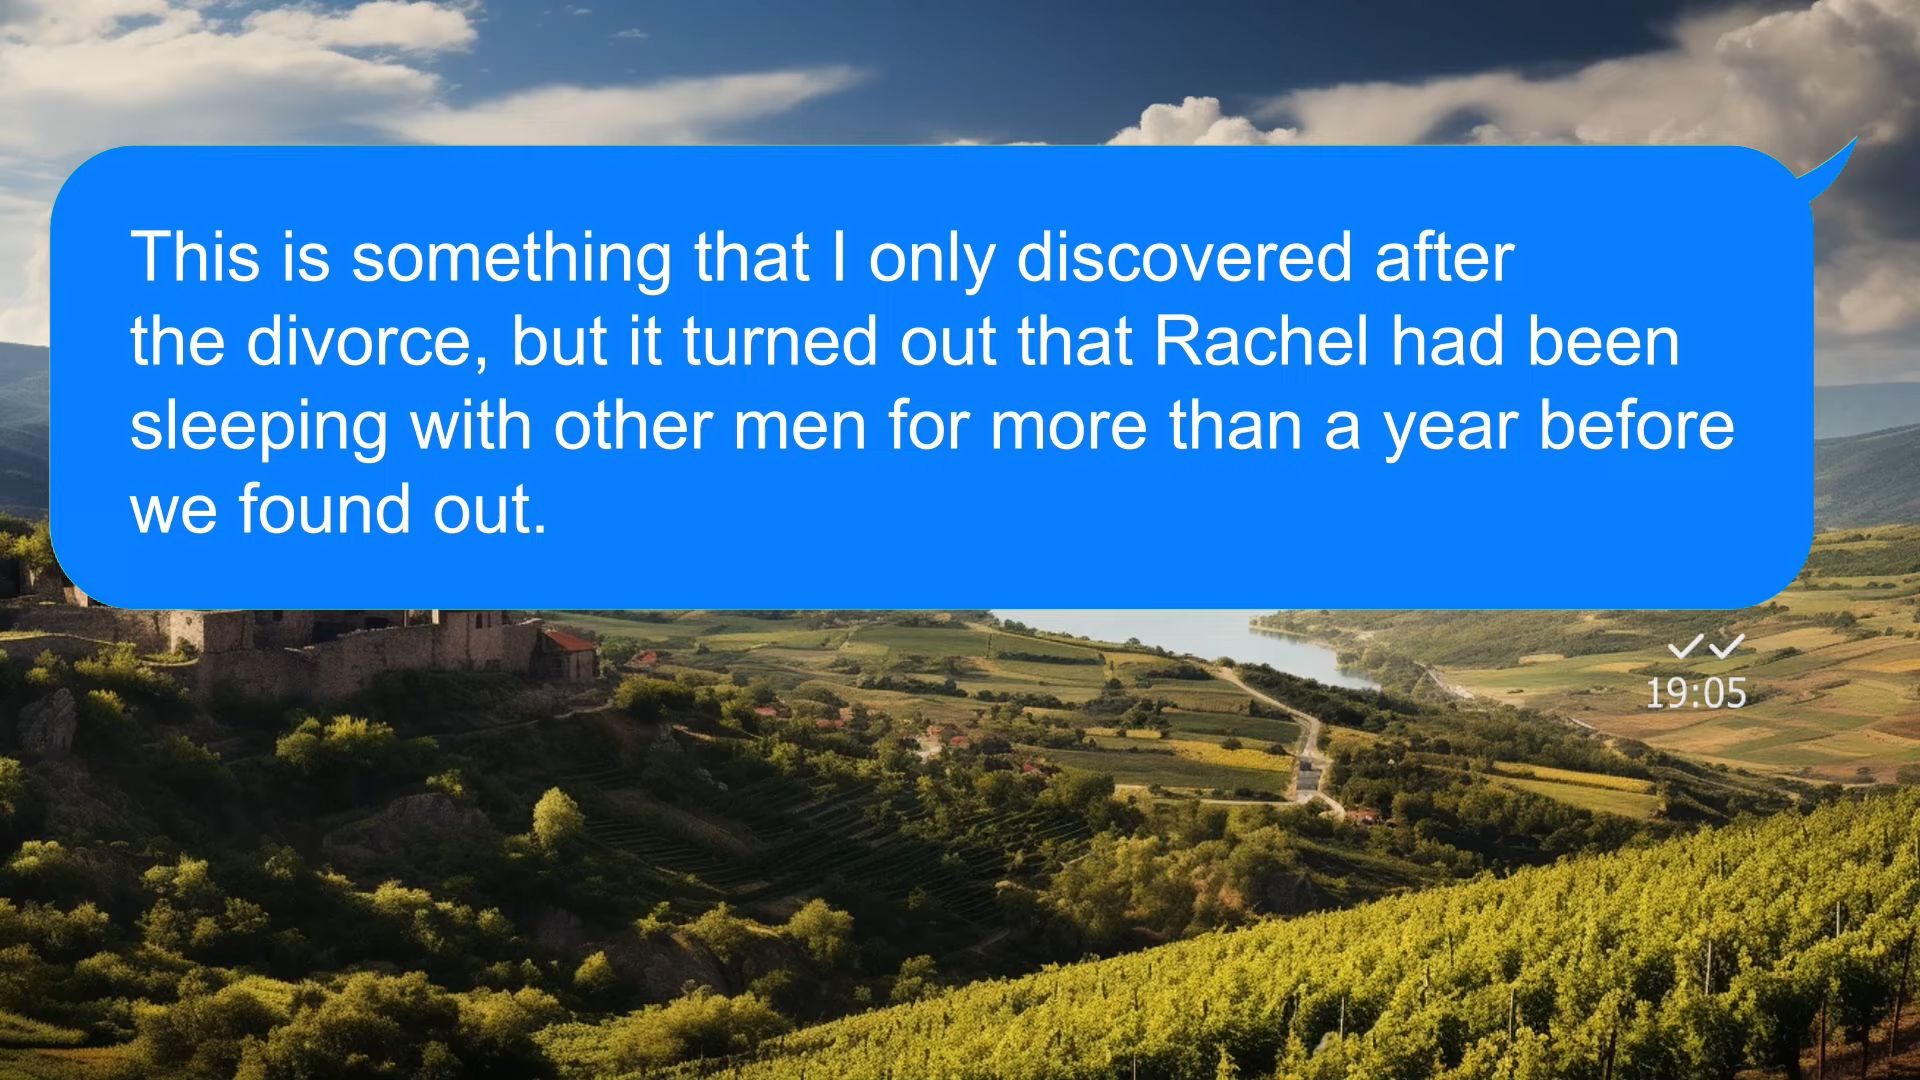 This is something that I only discovered after
the divorce, but it turned out that Rachel had been
sleeping with other men for more than a year before
we found out.
19:05